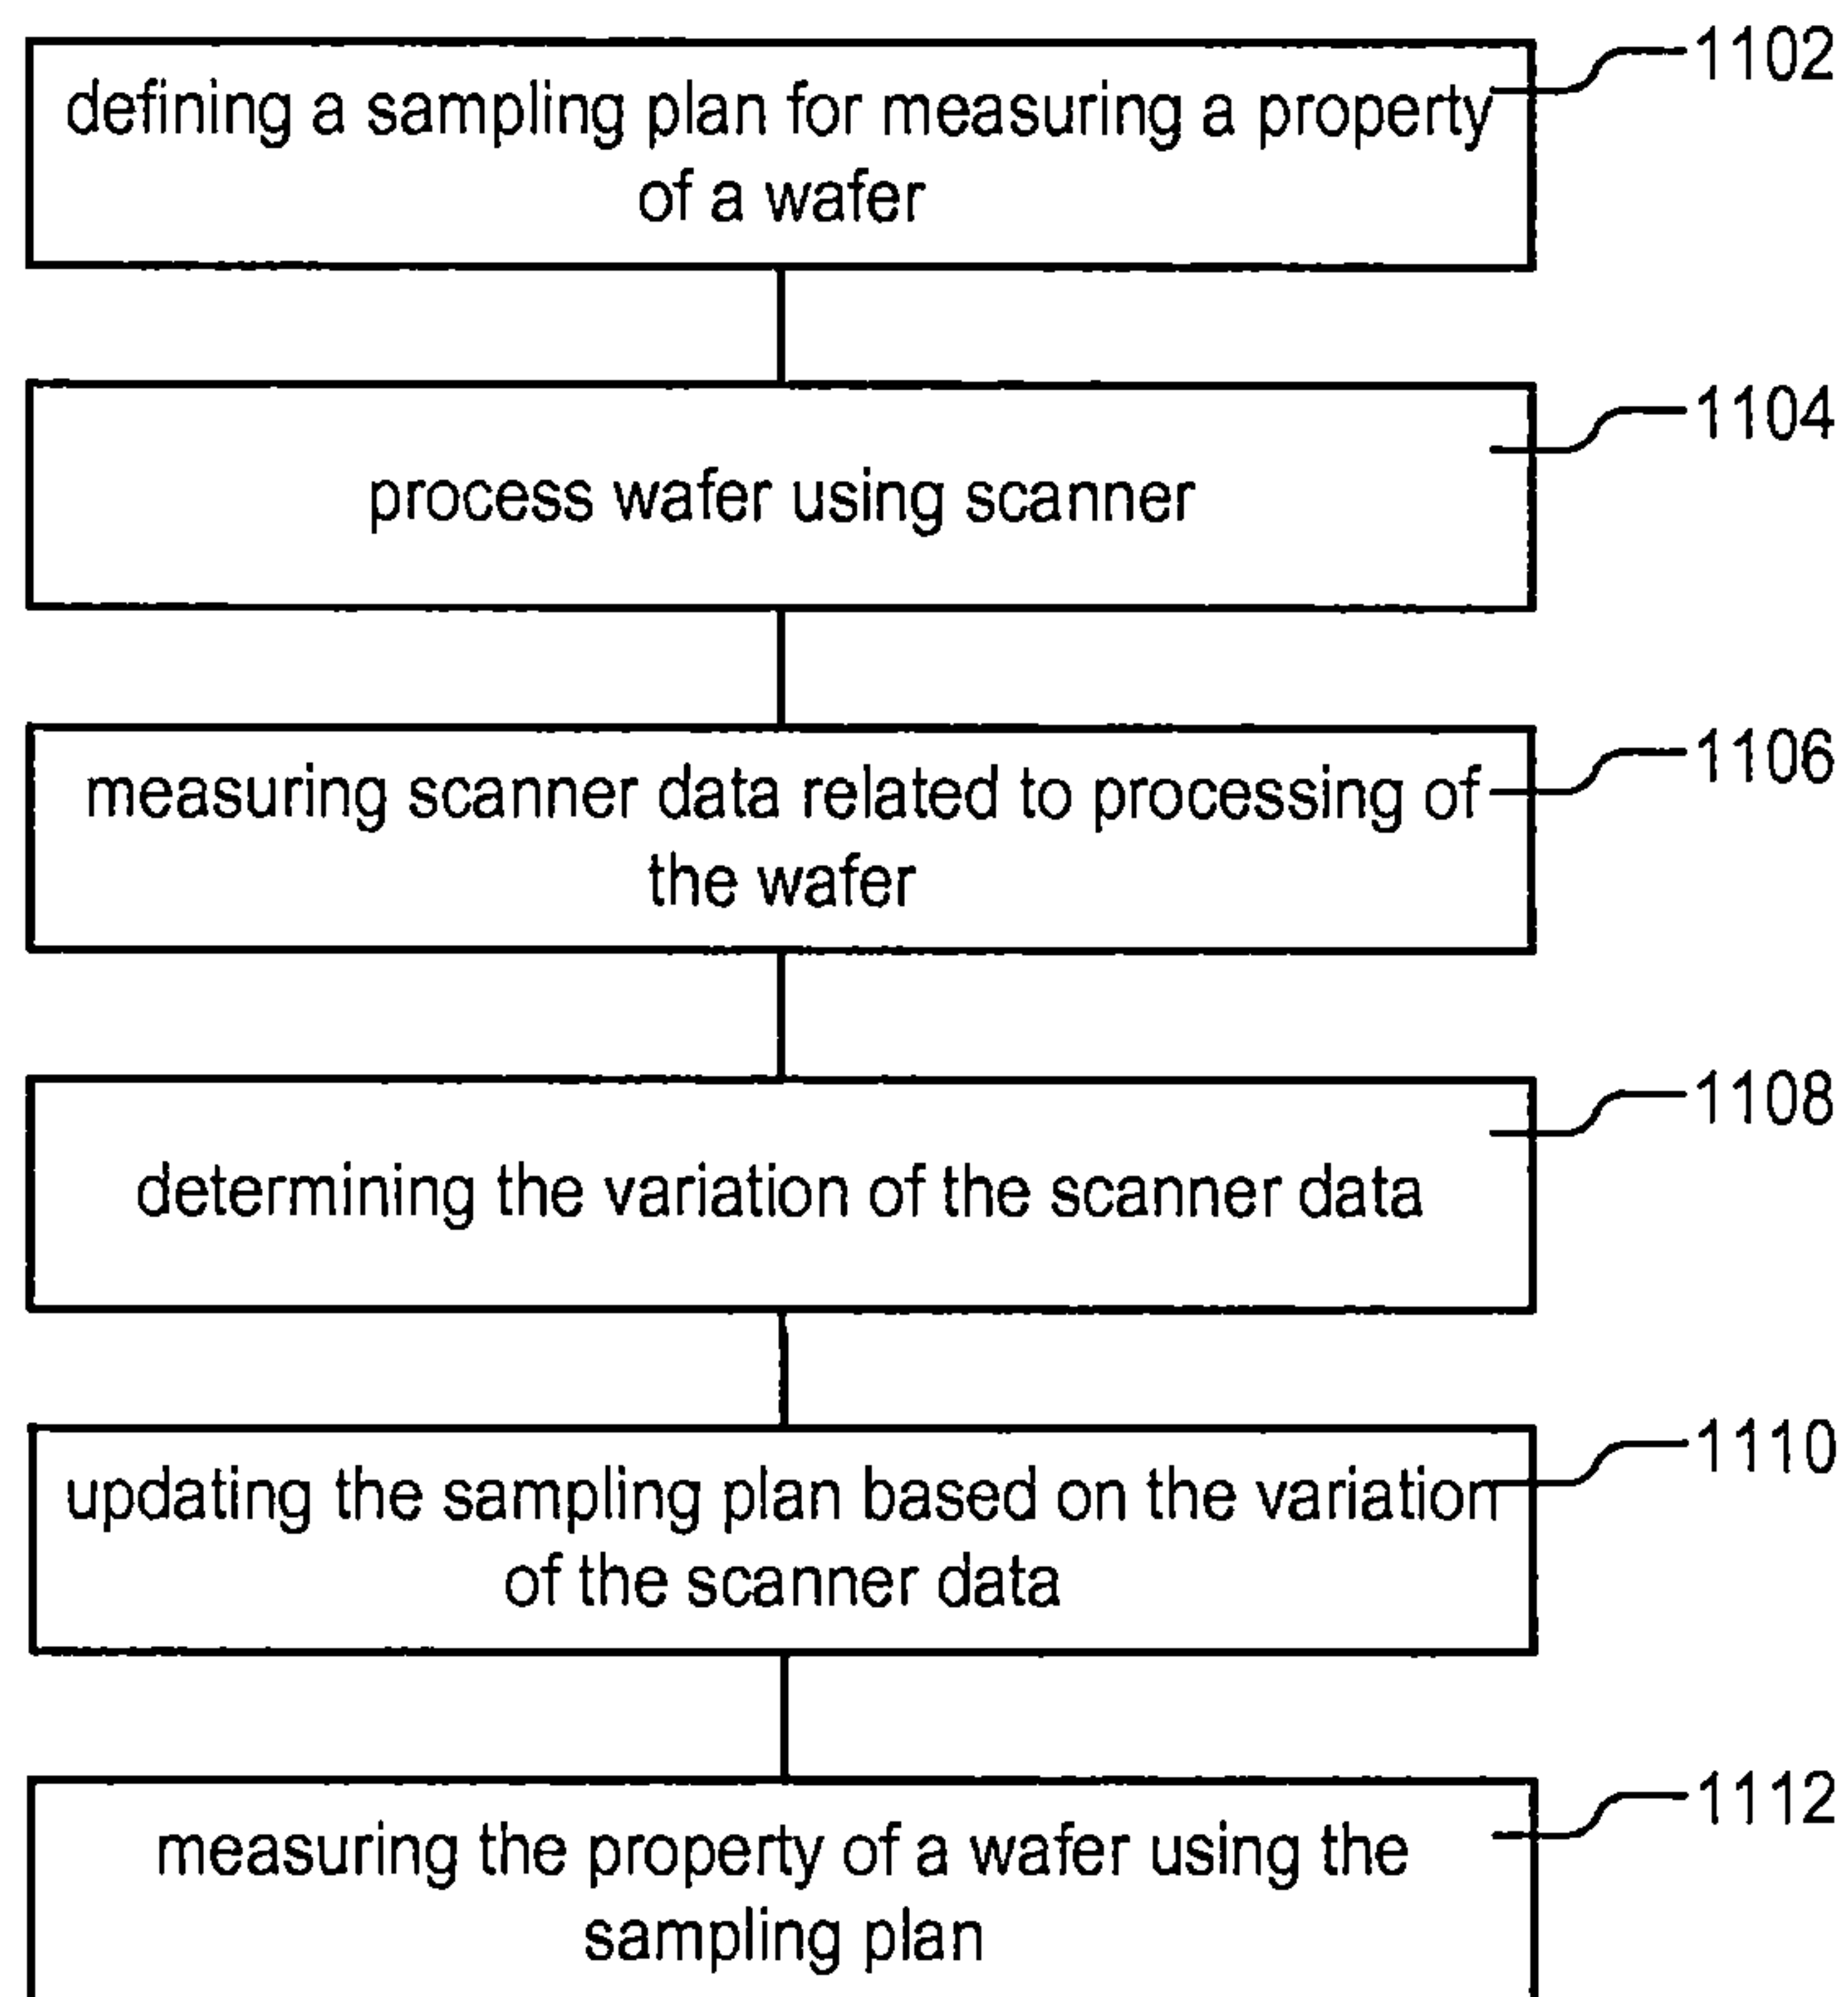 1102
defining a sampling plan for measuring a property
of a wafer
1104
process wafer using scanner
1106
measuring scanner data related to processing of
the wafer
1108
determining the variation of the scanner data
1110
updating the sampling plan based on the variation
of the scanner data
1112
measuring the property of a wafer using the
sampling plan